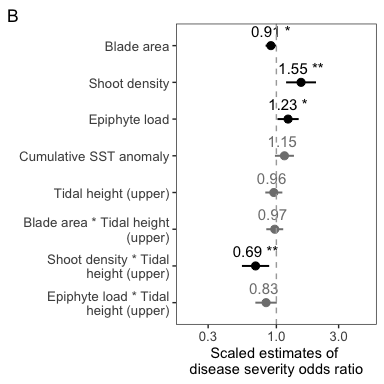 B
0.91 *
Blade area
1.55 **
Shoot density
1.23 *
Epiphyte load
1.15
Cumulative SST anomaly
0.96
Tidal height (upper)
0.97
Blade area * Tidal height
(upper)
0.69 **
Shoot density * Tidal
height (upper)
0.83
Epiphyte load * Tidal
height (upper)
0.3 1.0 3.0
Scaled estimates of
disease severity odds ratio